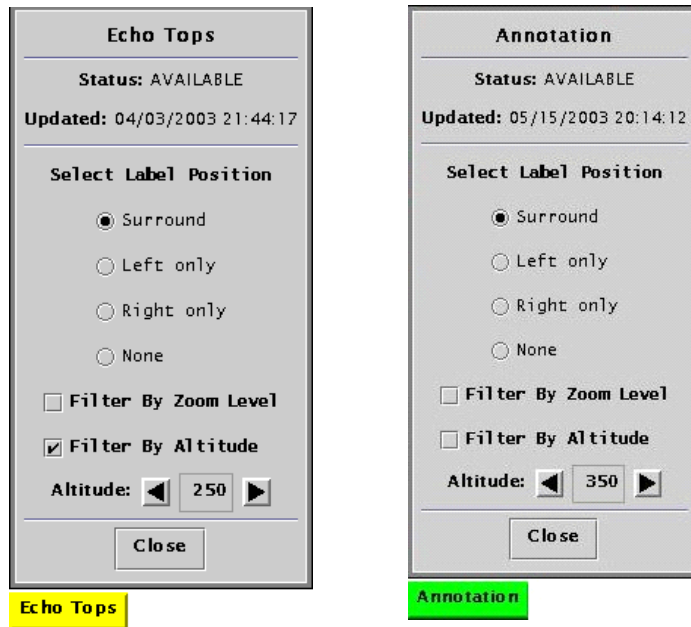 Echo Tops
Status: AVAILABLE
Updated: 04/03/2003 21:44:17
Select Label Position
Surround
Left only
Right only
None
Filter By Zoom Level
Filter By Altitude
Altitude: 250
Close
Echo Tops
Annotation
Status: AVAILABLE
Updated: 05/15/2003 20:14:12
Select Label Position
Surround
Left only
Right only
None
Filter By Zoom Level
Filter By Altitude
Altitude: 350
Close
Annotation